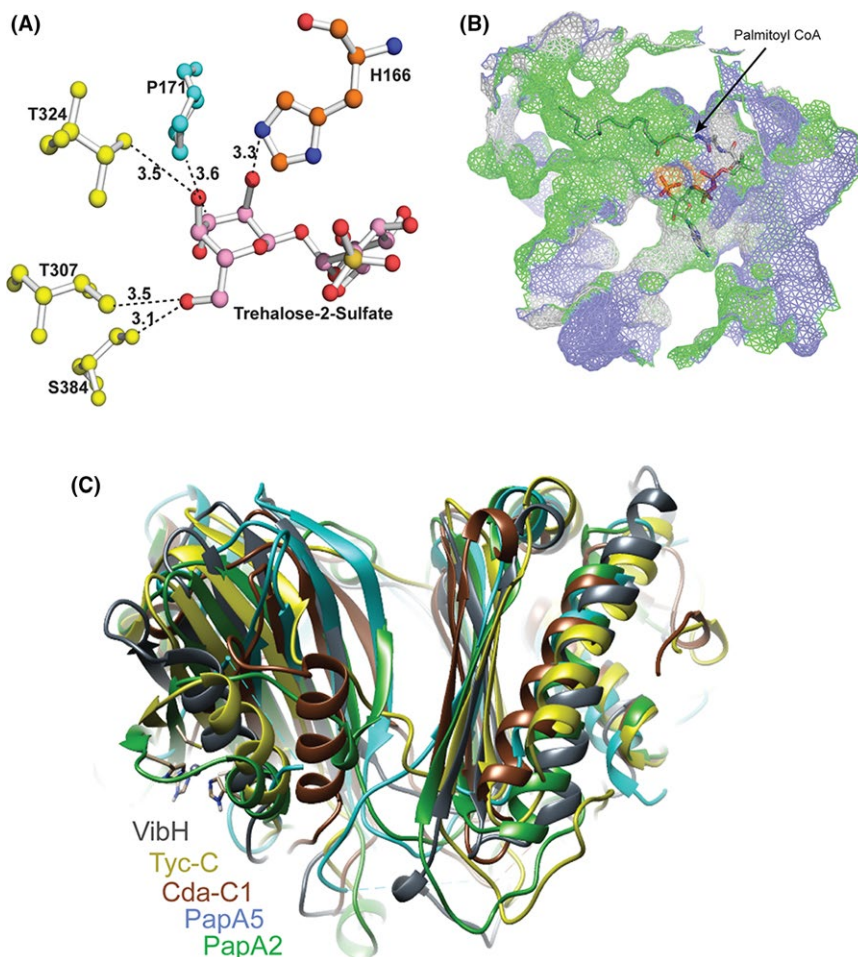 (A)
H166
P171
T324
3.3
3.5
3.6
T307
3.5
3.1
Trehalose-2-Sulfate
S384
(B)
Palmitoyl CoA
(C)
VibH
Tyc-C
Cda-C1
PapA5
PapA2